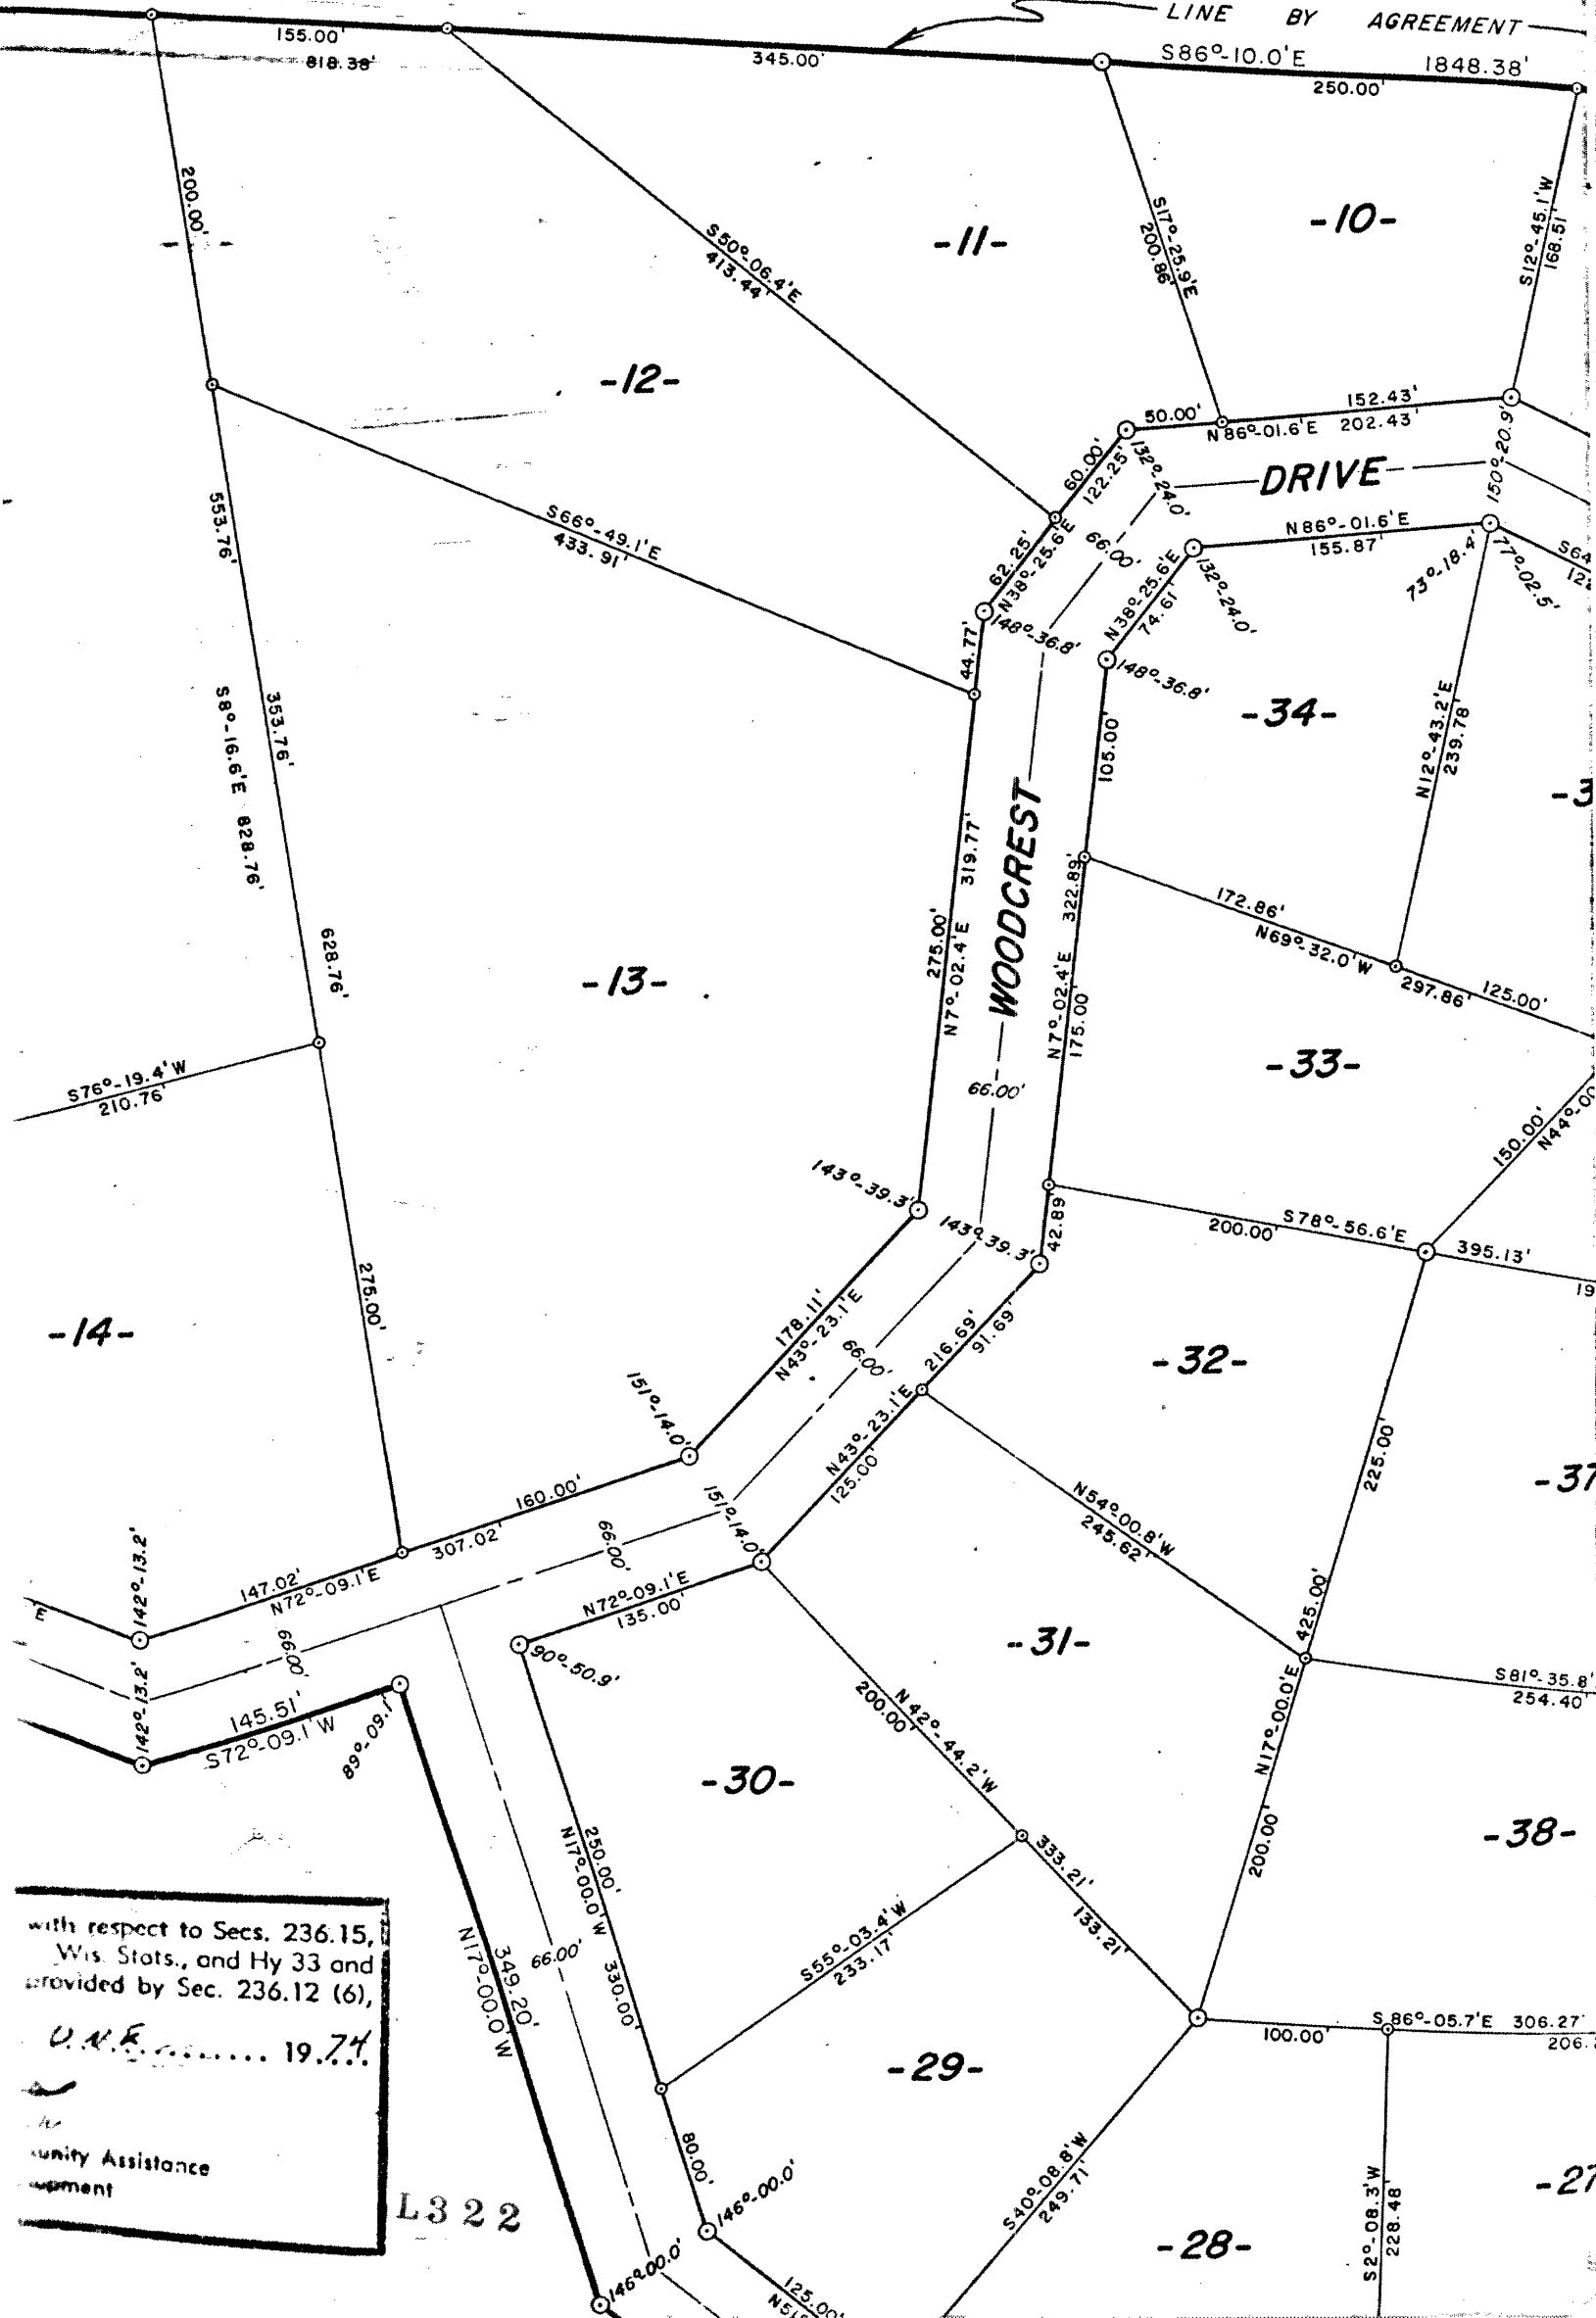 LINE BY AGREEMENT
155.00'
818.38'
345.00'
S86°-10.0'E 1848.38'
250.00'
200.00'
S50°-06.4'E
413.44'
-11-
S17°-25.9'E
200.86'
-10-
S12°-45.1'W
168.51'
-12-
50.00'
152.43'
N86°-01.6'E 202.43'
60.00'
122.25'
132°-24.0'
DRIVE
150°-20.9'
66.00'
N86°-01.6'E
155.87'
73°-18.4'
77°-02.5'
S64
553.76'
S66°-49.1'E
433.91'
62.25'
N38°-25.6'E
148°-36.8'
44.77'
N38°-25.6'E
74.61'
132°-24.0'
148°-36.8'
-34-
N12°-43.2'E
239.78'
-3
353.76'
S8°-16.6'E 828.76'
105.00'
WOODCREST
319.77'
275.00'
N7°-02.4'E
322.89'
N7°-02.4'E
175.00'
172.86'
N69°-32.0'W
297.86'
125.00'
628.76'
-13-
S76°-19.4'W
210.76'
66.00'
-33-
150.00'
N44°-00
143°-39.3'
143°-39.3'
42.89'
S78°-56.6'E
200.00'
395.13'
19
275.00'
-14-
178.11'
N43°-23.1'E
66.00'
216.69'
91.69'
-32-
151°-14.0'
N43°-23.1'E
125.00'
225.00'
-37
160.00'
307.02'
151°-14.0'
66.00'
N54°-00.8'W
245.62'
142°-13.2'
147.02'
N72°-09.1'E
'E
N72°-09.1'E
135.00'
425.00'
-31-
66.00'
90°-50.9'
S81°-35.8'
254.40'
142°-13.2'
145.51'
S72°-09.1'W
89°-09.1'
200.00'
N42°-44.2'W
N17°-00.0'E
-30-
200.00'
-38-
250.00'
N17°-00.0'W
330.00'
333.21'
133.21'
N17°-00.0'W
349.20'
66.00'
S55°-03.4'W
233.17'
with respect to Secs. 236.15,
Wis. Stats., and Hy 33 and
provided by Sec. 236.12 (6),
19.74
unity Assistance
L322
-29-
S86°-05.7'E 306.27'
100.00'
206.
80.00'
146°-00.0'
146°-00.0'
125.00'
S40°-08.8'W
249.71'
-28-
S2°-08.3'W
228.48'
-27